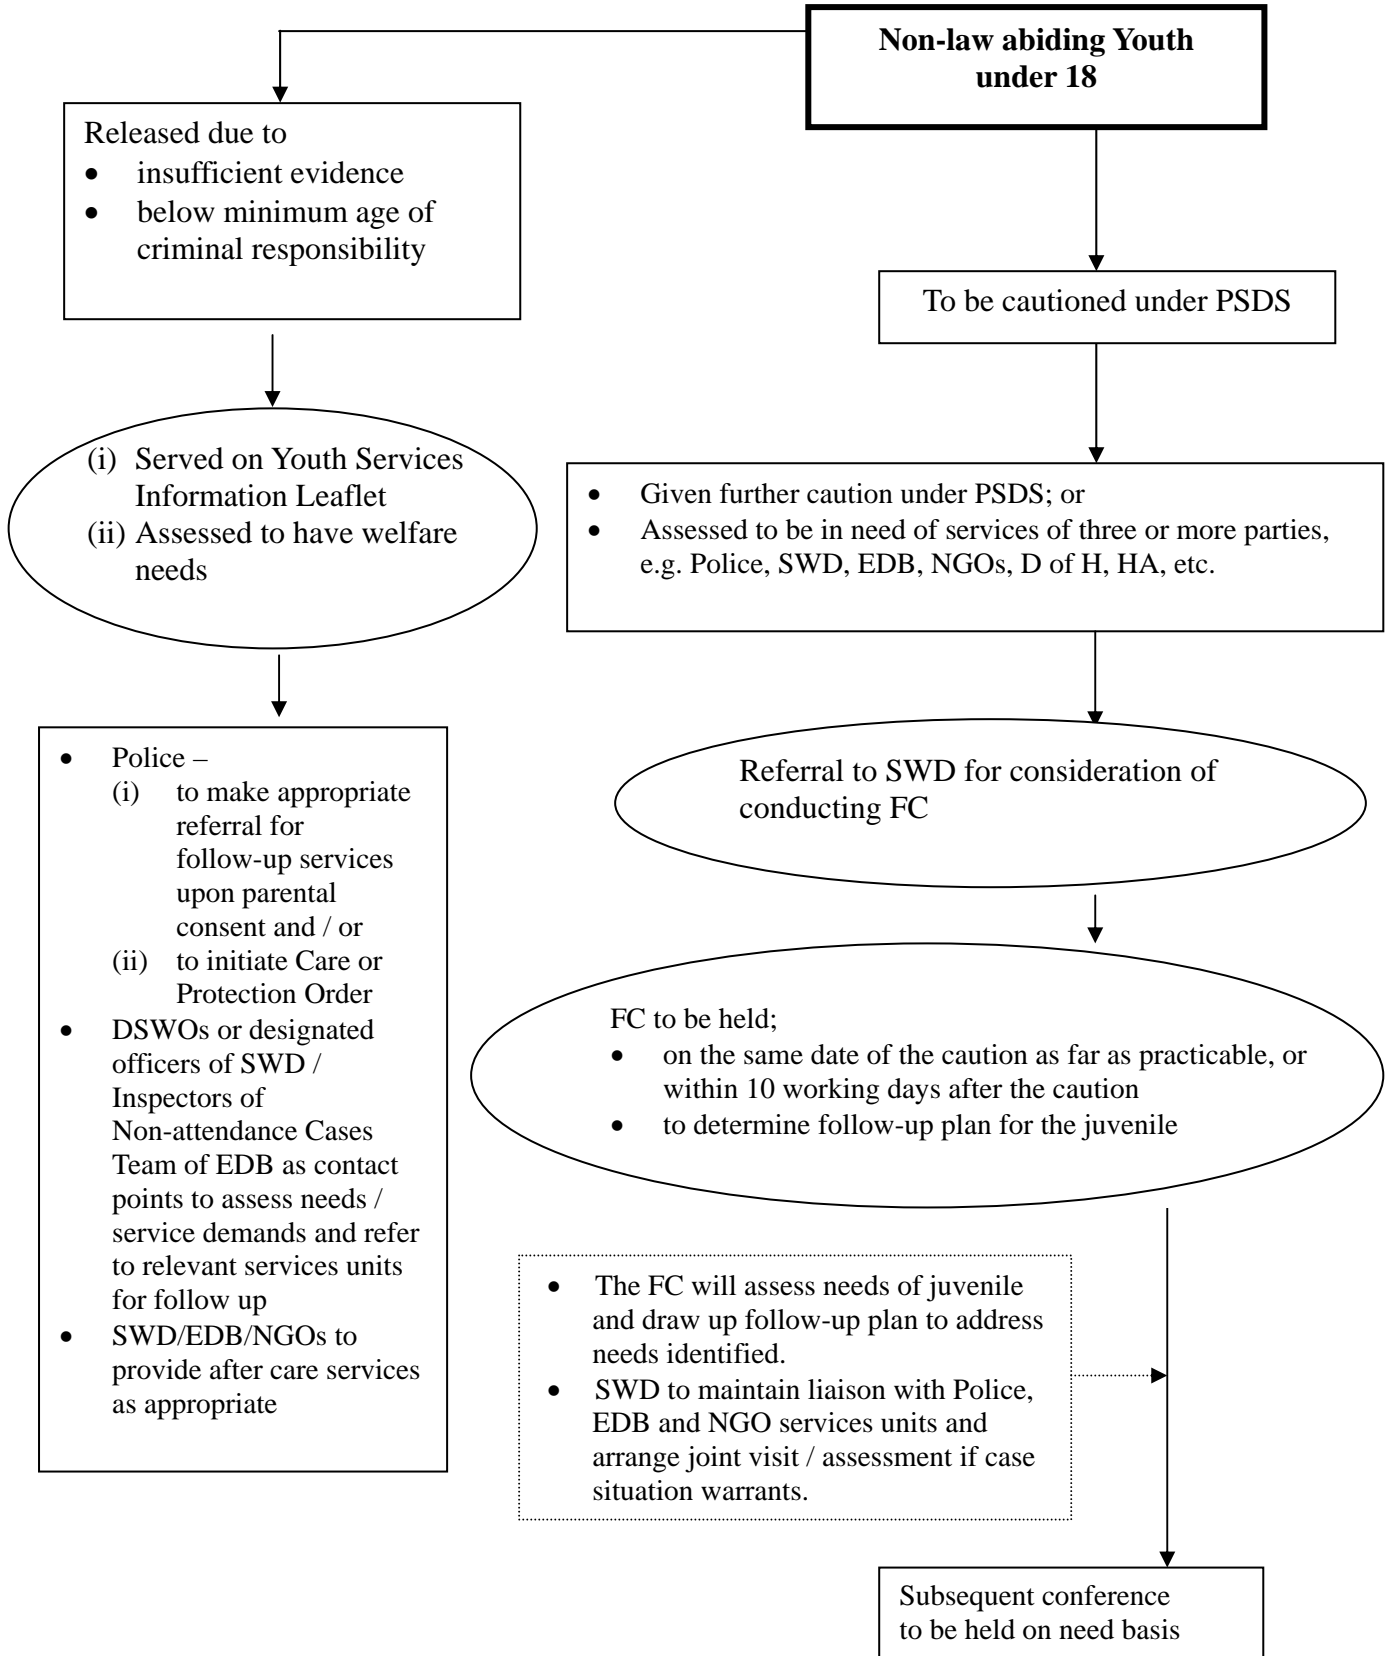 Non-law abiding Youth
under 18
Released due to
• insufficient evidence
• below minimum age of
criminal responsibility
To be cautioned under PSDS
(i) Served on Youth Services
Information Leaflet
(ii) Assessed to have welfare
needs
• Given further caution under PSDS; or
• Assessed to be in need of services of three or more parties,
e.g. Police, SWD, EDB, NGOs, D of H, HA, etc.
• Police –
(i) to make appropriate
referral for
follow-up services
upon parental
consent and / or
(ii) to initiate Care or
Protection Order
• DSWOs or designated
officers of SWD /
Inspectors of
Non-attendance Cases
Team of EDB as contact
points to assess needs /
service demands and refer
to relevant services units
for follow up
• SWD/EDB/NGOs to
provide after care services
as appropriate
Referral to SWD for consideration of
conducting FC
FC to be held;
• on the same date of the caution as far as practicable, or
within 10 working days after the caution
• to determine follow-up plan for the juvenile
• The FC will assess needs of juvenile
and draw up follow-up plan to address
needs identified.
• SWD to maintain liaison with Police,
EDB and NGO services units and
arrange joint visit / assessment if case
situation warrants.
Subsequent conference
to be held on need basis